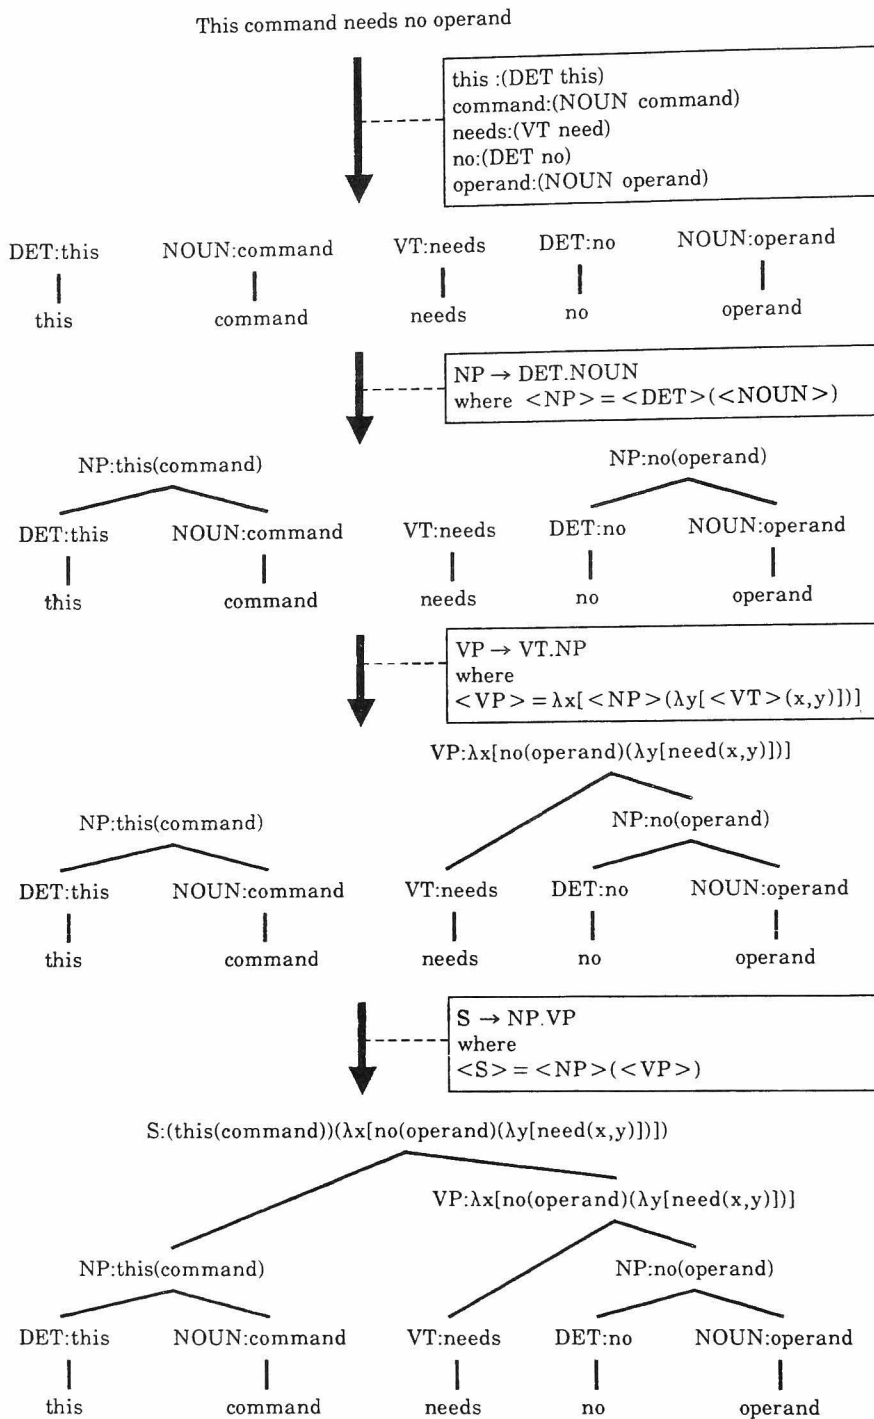 This command needs no operand
this :(DET this)
command:(NOUN command)
needs:(VT need)
no:(DET no)
operand:(NOUN operand)
DET:this NOUN:command VT:needs DET:no NOUN:operand
this command needs no operand
NP → DET.NOUN
where <NP> = <DET>(<NOUN>)
NP:this(command) NP:no(operand)
DET:this NOUN:command VT:needs DET:no NOUN:operand
this command needs no operand
VP → VT.NP
where
<VP> = λx[<NP>(λy[<VT>(x,y)])]
VP:λx[no(operand)(λy[need(x,y)])]
NP:this(command) NP:no(operand)
DET:this NOUN:command VT:needs DET:no NOUN:operand
this command needs no operand
S → NP.VP
where
<S> = <NP>(<VP>)
S:(this(command))(λx[no(operand)(λy[need(x,y)])])
VP:λx[no(operand)(λy[need(x,y)])]
NP:this(command) NP:no(operand)
DET:this NOUN:command VT:needs DET:no NOUN:operand
this command needs no operand